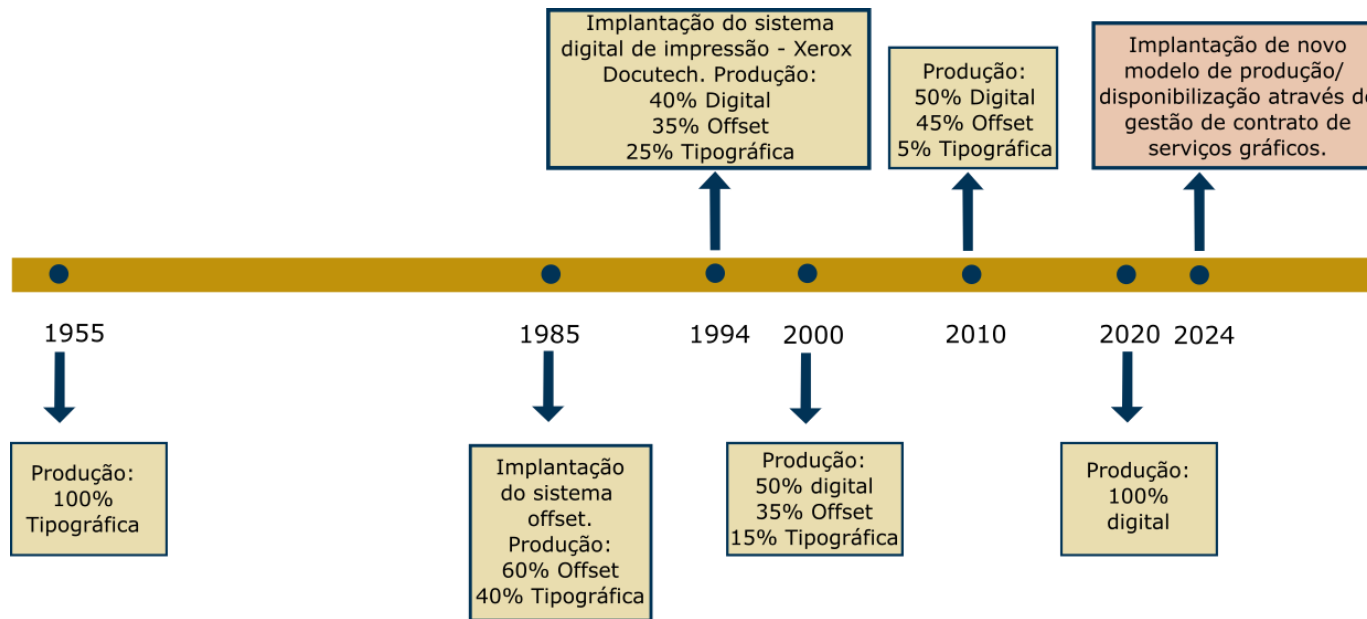 Implantação do sistema
digital de impressão - Xerox
Docutech. Produção:
40% Digital
35% Offset
25% Tipográfica
Produção:
50% Digital
45% Offset
5% Tipográfica
Implantação de novo
modelo de produção/
disponibilização através
gestão de contrato de
serviços gráficos.
1955
1985
1994
2000
2010
2020
2024
Produção:
100%
Tipográfica
Implantação
do sistema
offset.
Produção:
60% Offset
40% Tipográfica
Produção:
50% digital
35% Offset
15% Tipográfica
Produção:
100%
digital